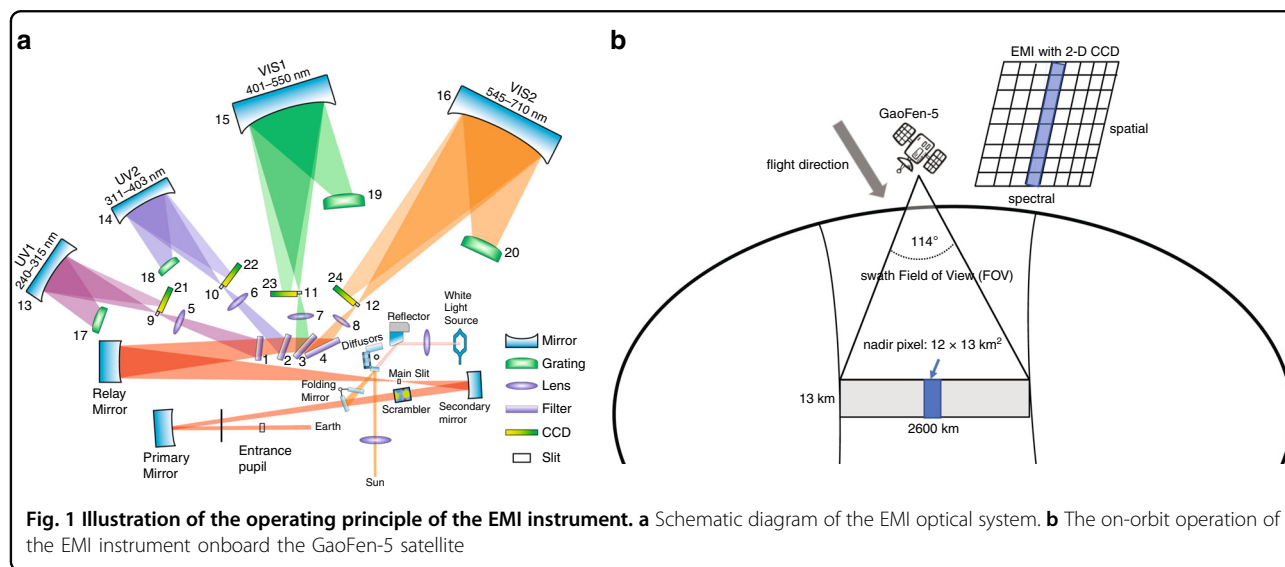 a
VIS1
401–550 nm
15
VIS2
545–710 nm
16
UV2
311–403 nm
14
UV1
240–315 nm
13
19
20
18
17
22
10
6
21
9
5
23
11
7
24
12
8
1
2
3
4
Relay
Mirror
Diffusors
Reflector
White
Light
Source
Folding
Mirror
Main Slit
Scrambler
Secondary
mirror
Primary
Mirror
Entrance
pupil
Earth
Sun
Mirror
Grating
Lens
Filter
CCD
Slit
b
EMI with 2-D CCD
spatial
spectral
GaoFen-5
flight direction
114°
swath Field of View (FOV)
nadir pixel: 12 × 13 km²
13 km
2600 km
Fig. 1 Illustration of the operating principle of the EMI instrument. a Schematic diagram of the EMI optical system. b The on-orbit operation of
the EMI instrument onboard the GaoFen-5 satellite